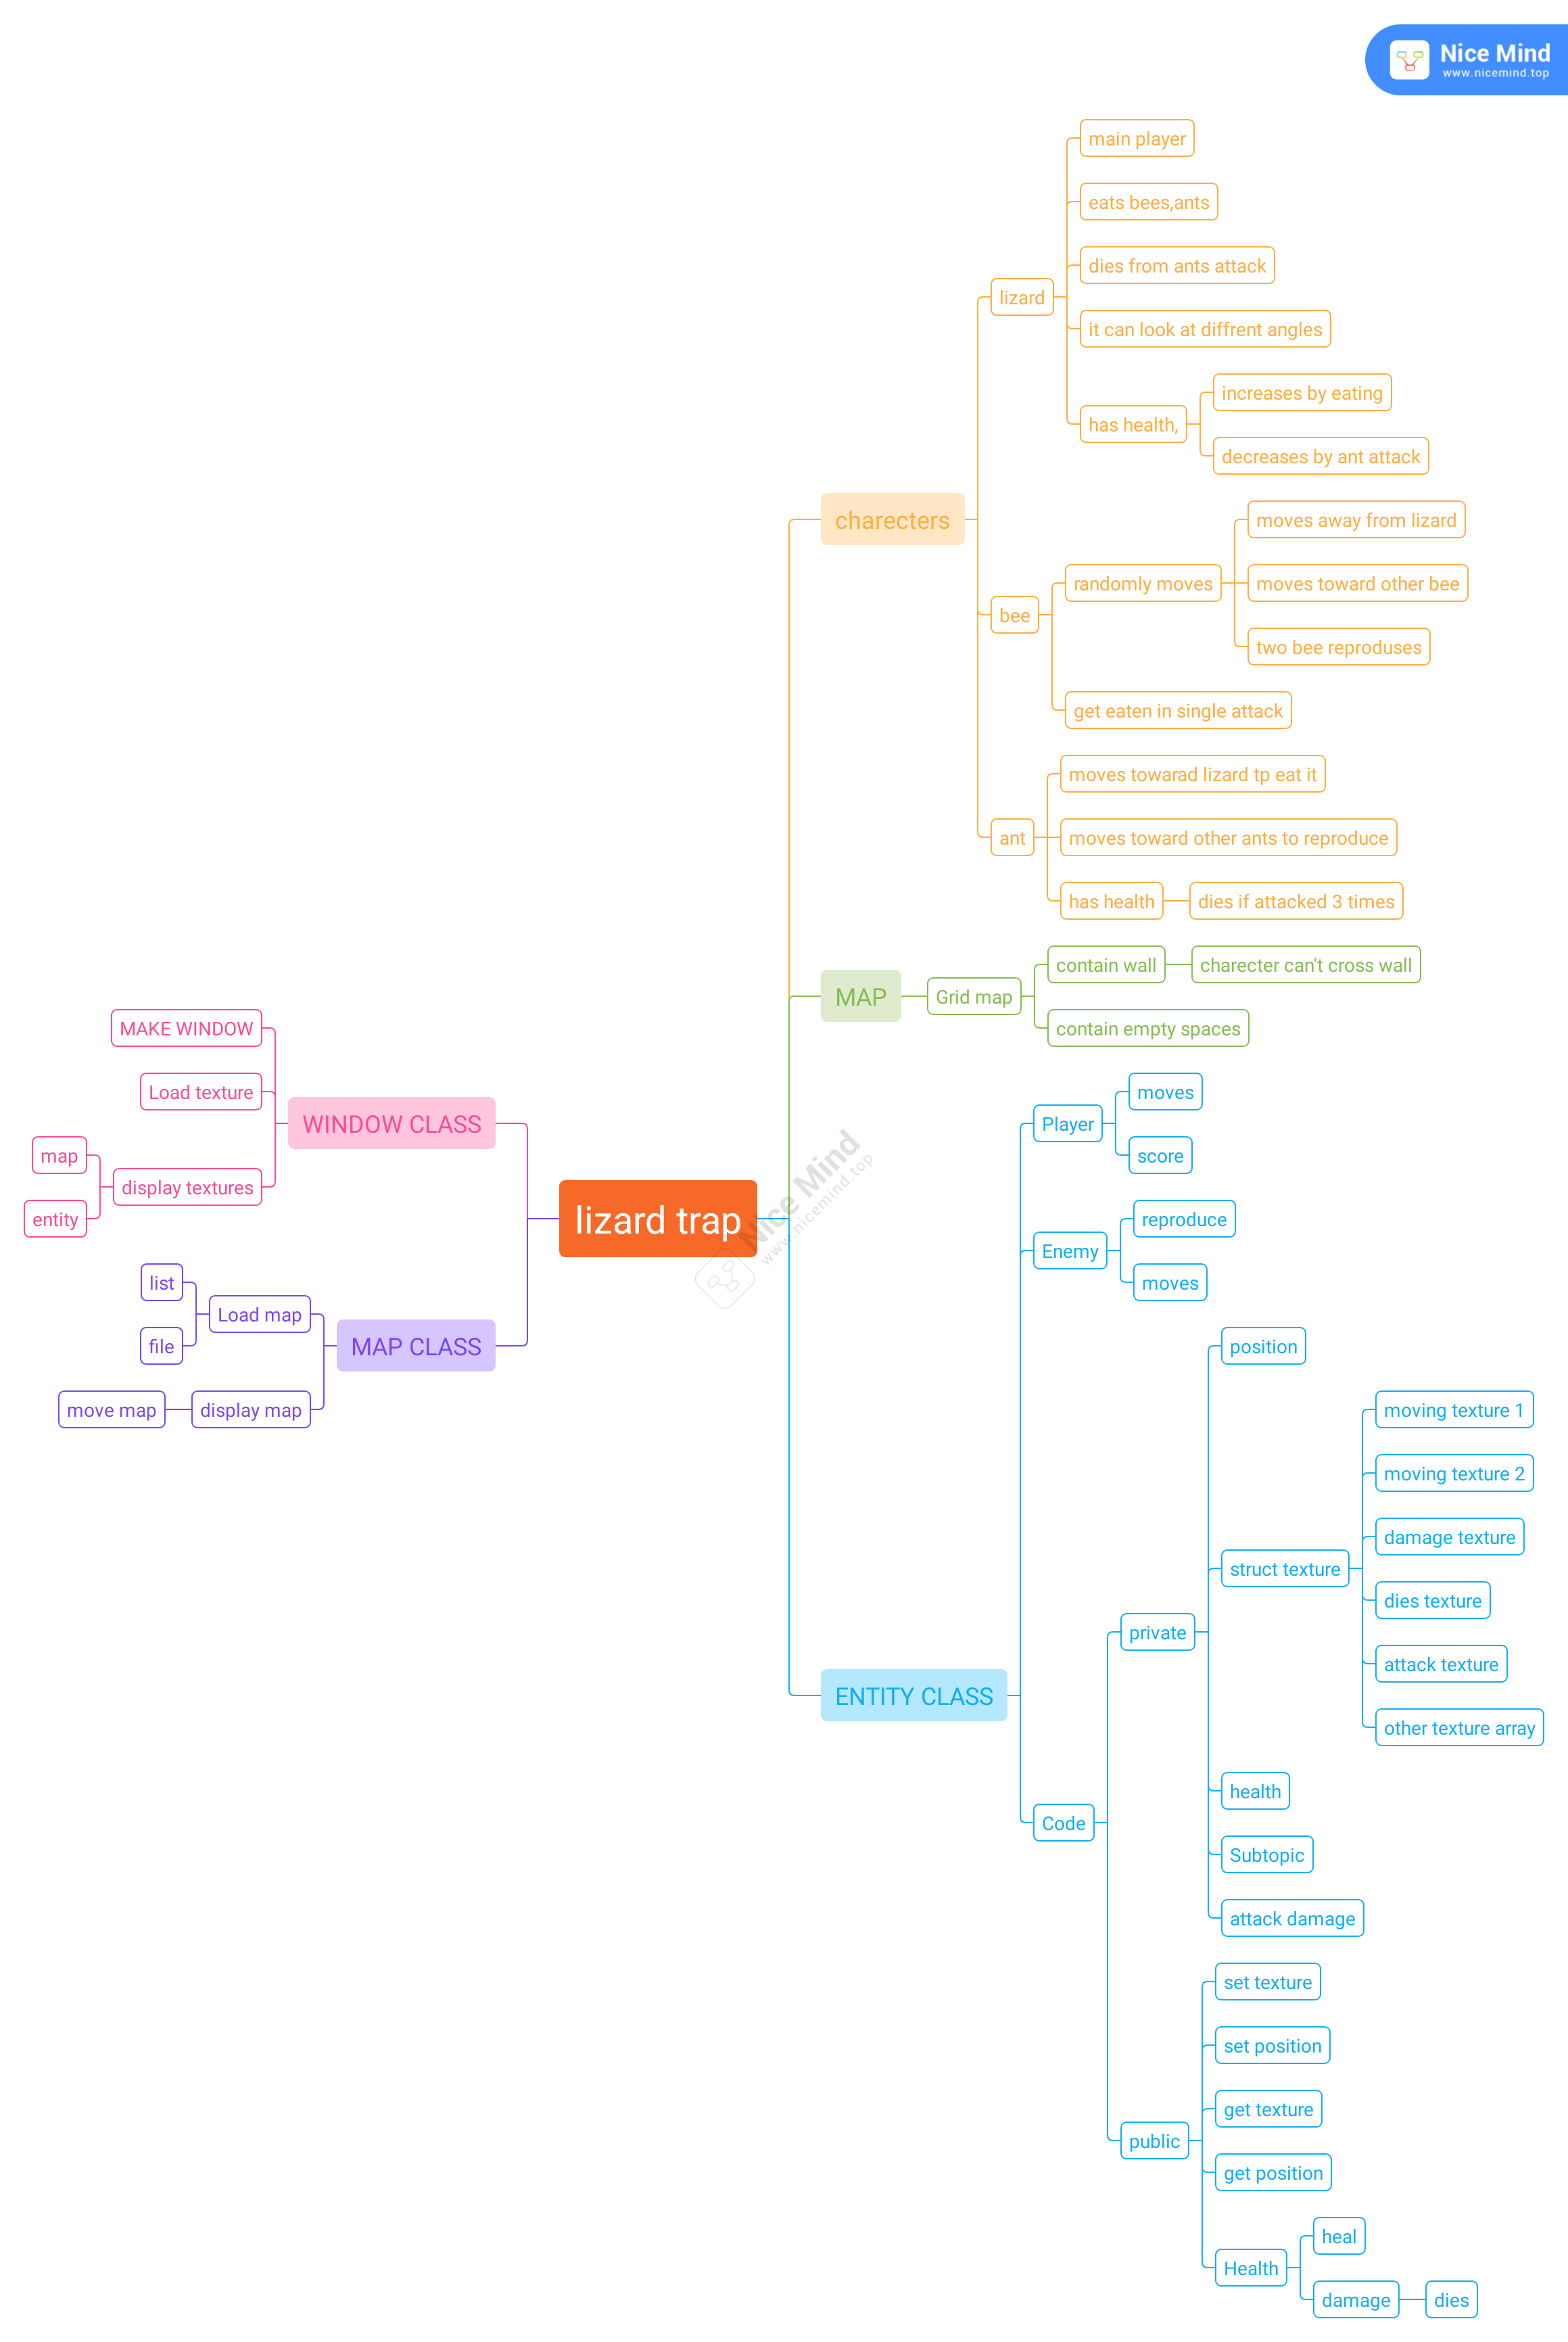 Nice Mind
www.nicemind.top
main player
eats bees,ants
dies from ants attack
lizard
it can look at diffrent angles
increases by eating
has health,
decreases by ant attack
moves away from lizard
charecters
randomly moves
moves toward other bee
bee
two bee reproduses
get eaten in single attack
moves towarad lizard tp eat it
ant
moves toward other ants to reproduce
has health
dies if attacked 3 times
contain wall
charecter can't cross wall
MAP
Grid map
contain empty spaces
MAKE WINDOW
Load texture
WINDOW CLASS
map
display textures
entity
lizard trap
Nice Mind
www.nicemind.top
list
Load map
file
MAP CLASS
move map
display map
moves
Player
score
reproduce
Enemy
moves
position
moving texture 1
moving texture 2
damage texture
struct texture
dies texture
private
attack texture
ENTITY CLASS
other texture array
health
Code
Subtopic
attack damage
set texture
set position
get texture
public
get position
heal
Health
damage
dies